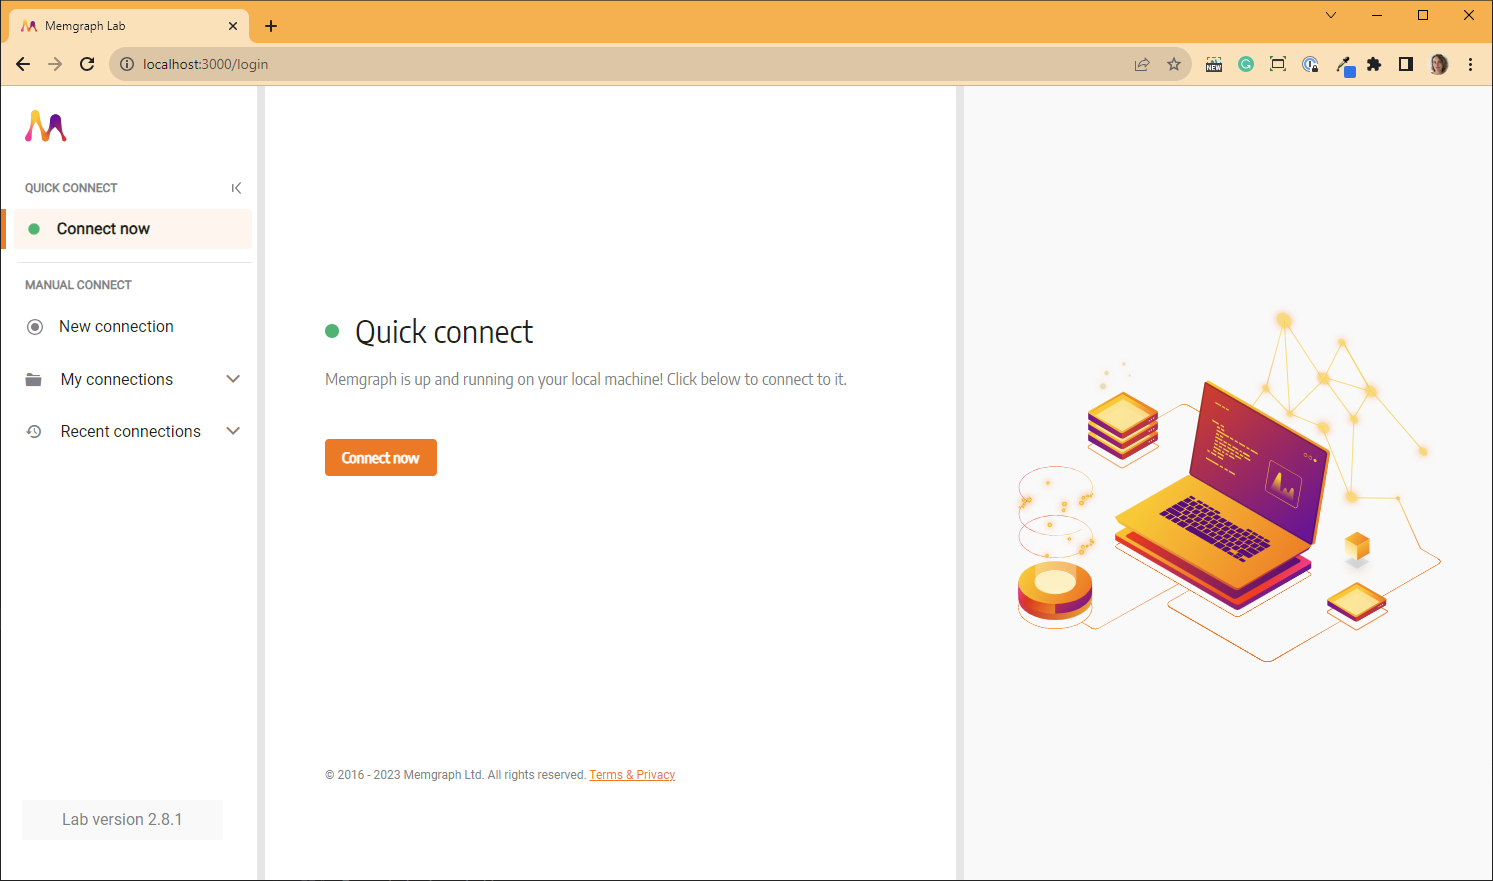 Memgraph Lab
localhost:3000/login
NEW
QUICK CONNECT
Connect now
MANUAL CONNECT
New connection
My connections
Recent connections
Lab version 2.8.1
Quick connect
Memgraph is up and running on your local machine! Click below to connect to it.
Connect now
© 2016 - 2023 Memgraph Ltd. All rights reserved. Terms & Privacy